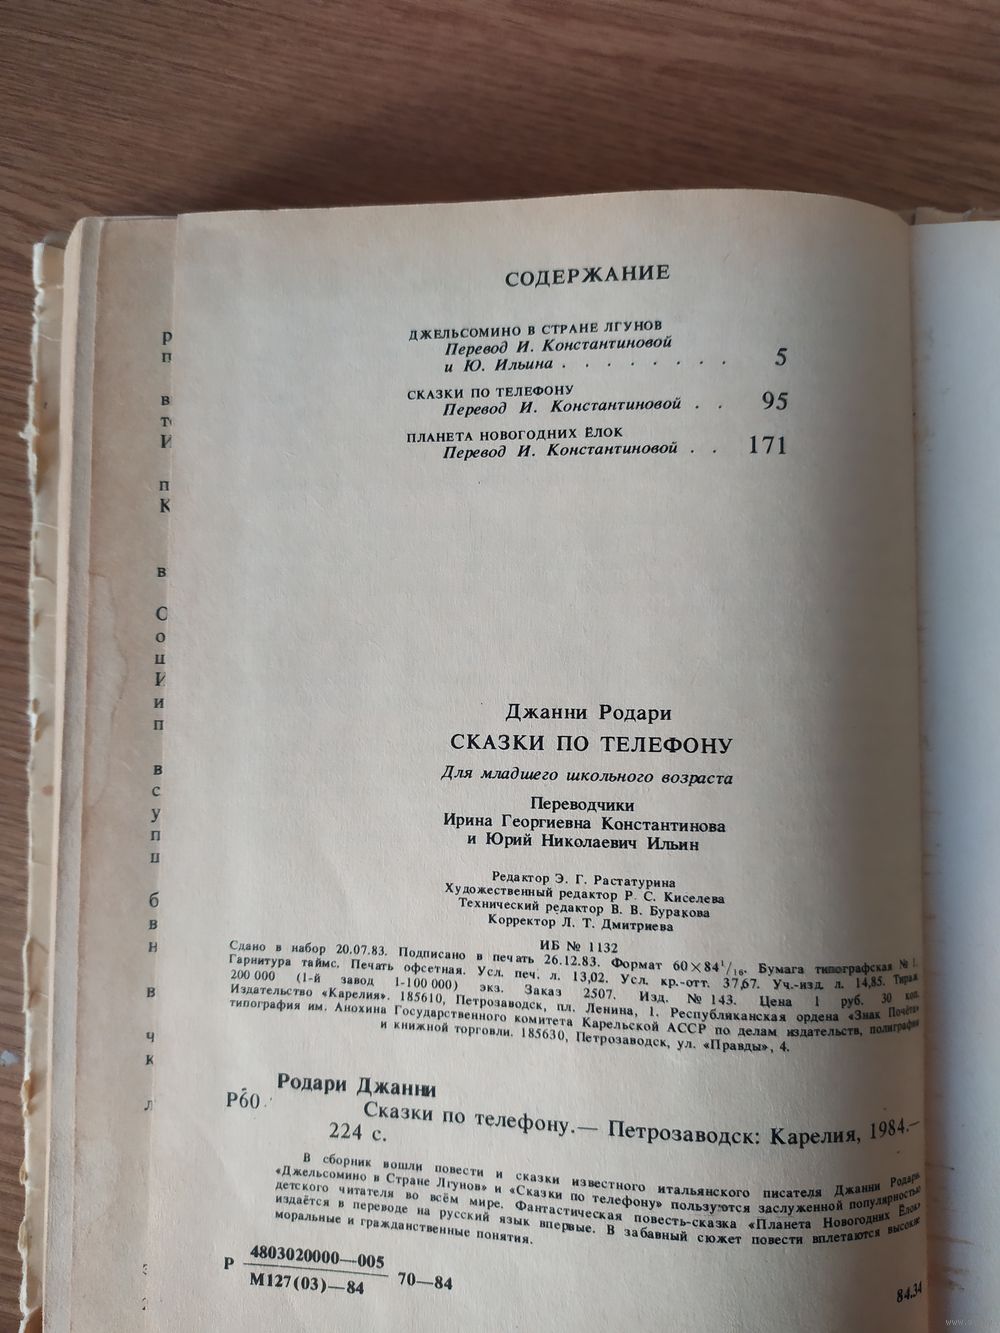 СОДЕРЖАНИЕ
ДЖЕЛЬСОМИНО В СТРАНЕ ЛГУНОВ
Перевод И. Константиновой
и Ю. Ильина . . . . . . . . 5
СКАЗКИ ПО ТЕЛЕФОНУ
Перевод И. Константиновой . . 95
ПЛАНЕТА НОВОГОДНИХ ЁЛОК
Перевод И. Константиновой . . 171
Джанни Родари
СКАЗКИ ПО ТЕЛЕФОНУ
Для младшего школьного возраста
Переводчики
Ирина Георгиевна Константинова
и Юрий Николаевич Ильин
Редактор Э. Г. Растатурина
Художественный редактор Р. С. Киселева
Технический редактор В. В. Буракова
Корректор Л. Т. Дмитриева
ИБ № 1132
Сдано в набор 20.07.83. Подписано в печать 26.12.83. Формат 60×84¹/₁₆. Бумага типографская № 1.
Гарнитура таймс. Печать офсетная. Усл. печ. л. 13,02. Усл. кр.-отт. 37,67. Уч.-изд. л. 14,85. Тираж
200 000 (1-й завод 1-100 000) экз. Заказ 2507. Изд. № 143. Цена 1 руб. 30 коп.
Издательство «Карелия». 185610, Петрозаводск, пл. Ленина, 1. Республиканская ордена «Знак Почёта»
типография им. Анохина Государственного комитета Карельской АССР по делам издательств, полиграфии
и книжной торговли. 185630, Петрозаводск, ул. «Правды», 4.
Родари Джанни
Р60
Сказки по телефону.— Петрозаводск: Карелия, 1984.—
224 с.
В сборник вошли повести и сказки известного итальянского писателя Джанни Родари.
«Джельсомино в Стране Лгунов» и «Сказки по телефону» пользуются заслуженной популярностью
детского читателя во всём мире. Фантастическая повесть-сказка «Планета Новогодних Ёлок»
издаётся в переводе на русский язык впервые. В забавный сюжет повести вплетаются высокие
моральные и гражданственные понятия.
Р 4803020000—005
М127(03)—84 70—84
84.34